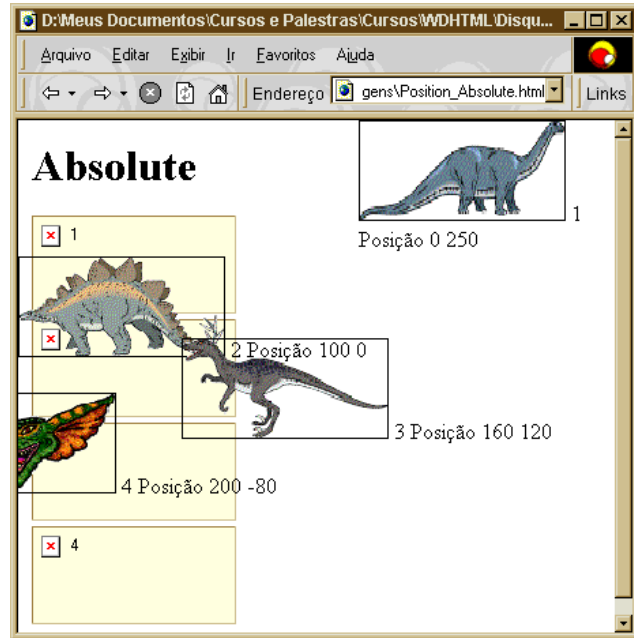 D:\Meus Documentos\Cursos e Palestras\Cursos\WDHTML\Disqu...
Arquivo Editar Exibir Ir Favoritos Ajuda
Endereço gens\Position_Absolute.html Links
Absolute
1
Posição 0 250
1
2 Posição 100 0
3 Posição 160 120
4 Posição 200 -80
4